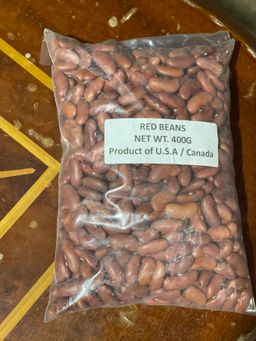 RED BEANS
NET WT. 400G
Product of U.S.A / Canada